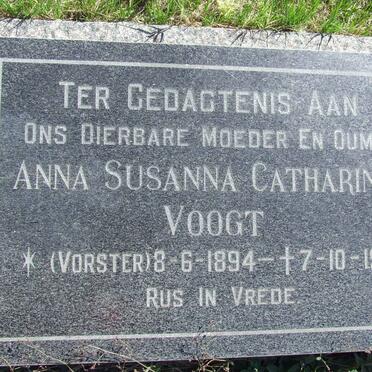 TER GEDAGTENIS AAN
ONS DIERBARE MOEDER EN OUM
ANNA SUSANNA CATHARIN
VOOGT
* (VORSTER) 8-6-1894 - † 7-10-19
RUS IN VREDE.